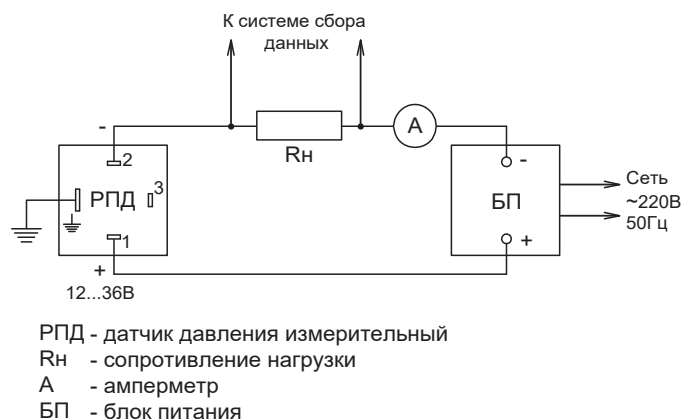 К системе сбора
данных
-
A
Rн
2
3
РПД
1
+
12...36В
-
БП
+
Сеть
~220В
50Гц
РПД - датчик давления измерительный
Rн - сопротивление нагрузки
А - амперметр
БП - блок питания